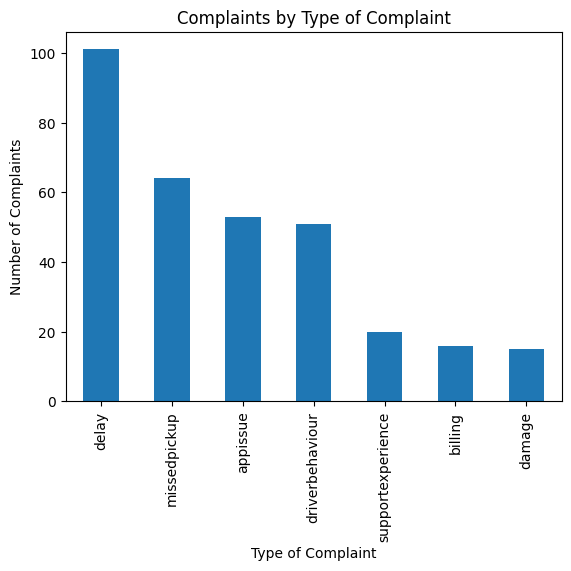 Complaints by Type of Complaint
Number of Complaints
100
80
60
40
20
0
delay
missedpickup
appissue
driverbehaviour
supportexperience
billing
damage
Type of Complaint